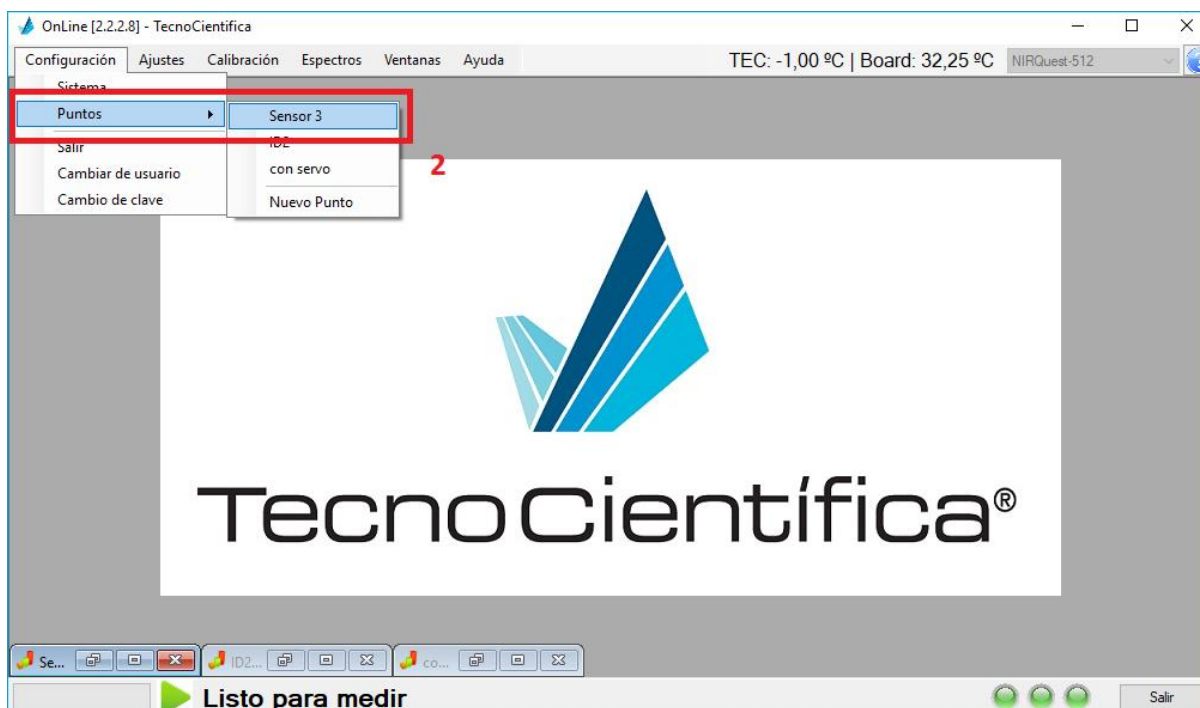 OnLine [2.2.2.8] - TecnoCientifica
Configuración Ajustes Calibración Espectros Ventanas Ayuda TEC: -1,00 ºC | Board: 32,25 ºC NIRQuest-512
Sistema
Puntos Sensor 3
Salir ID2
Cambiar de usuario con servo 2
Cambio de clave Nuevo Punto
TecnoCientífica®
Se... ID2... co...
Listo para medir Salir